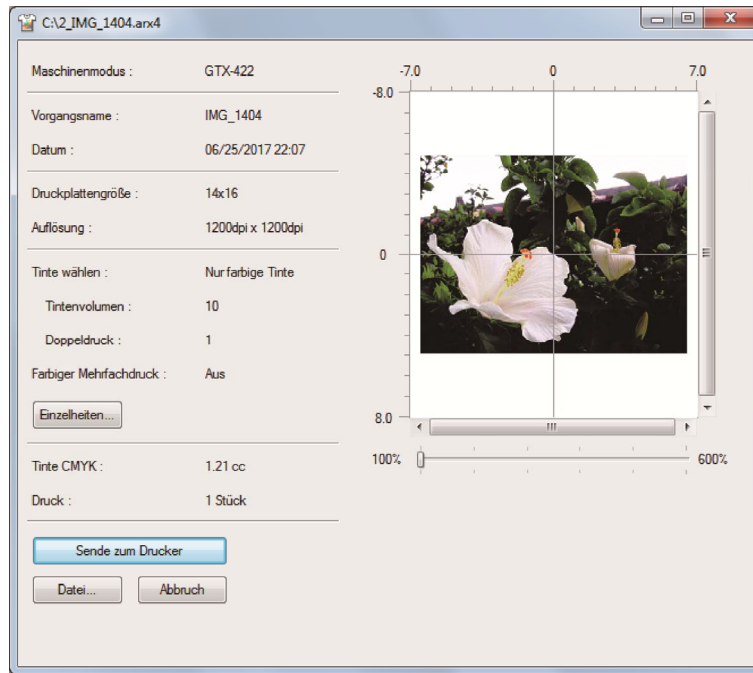 C:\2_IMG_1404.arx4
Maschinenmodus : GTX-422
Vorgangsname : IMG_1404
Datum : 06/25/2017 22:07
Druckplattengröße : 14x16
Auflösung : 1200dpi x 1200dpi
Tinte wählen : Nur farbige Tinte
Tintenvolumen : 10
Doppeldruck : 1
Farbiger Mehrfachdruck : Aus
Einzelheiten...
Tinte CMYK : 1.21 cc
Druck : 1 Stück
Sende zum Drucker
Datei... Abbruch
-7.0 0 7.0
-8.0
0
8.0
100% 600%